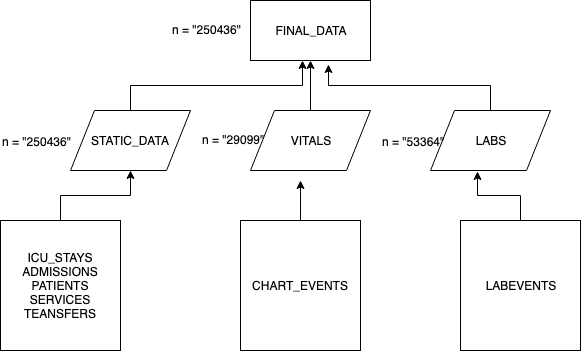 n = "250436"
FINAL_DATA
n = "250436"
STATIC_DATA
n = "29099"
VITALS
n = "53364"
LABS
ICU_STAYS
ADMISSIONS
PATIENTS
SERVICES
TEANSFERS
CHART_EVENTS
LABEVENTS